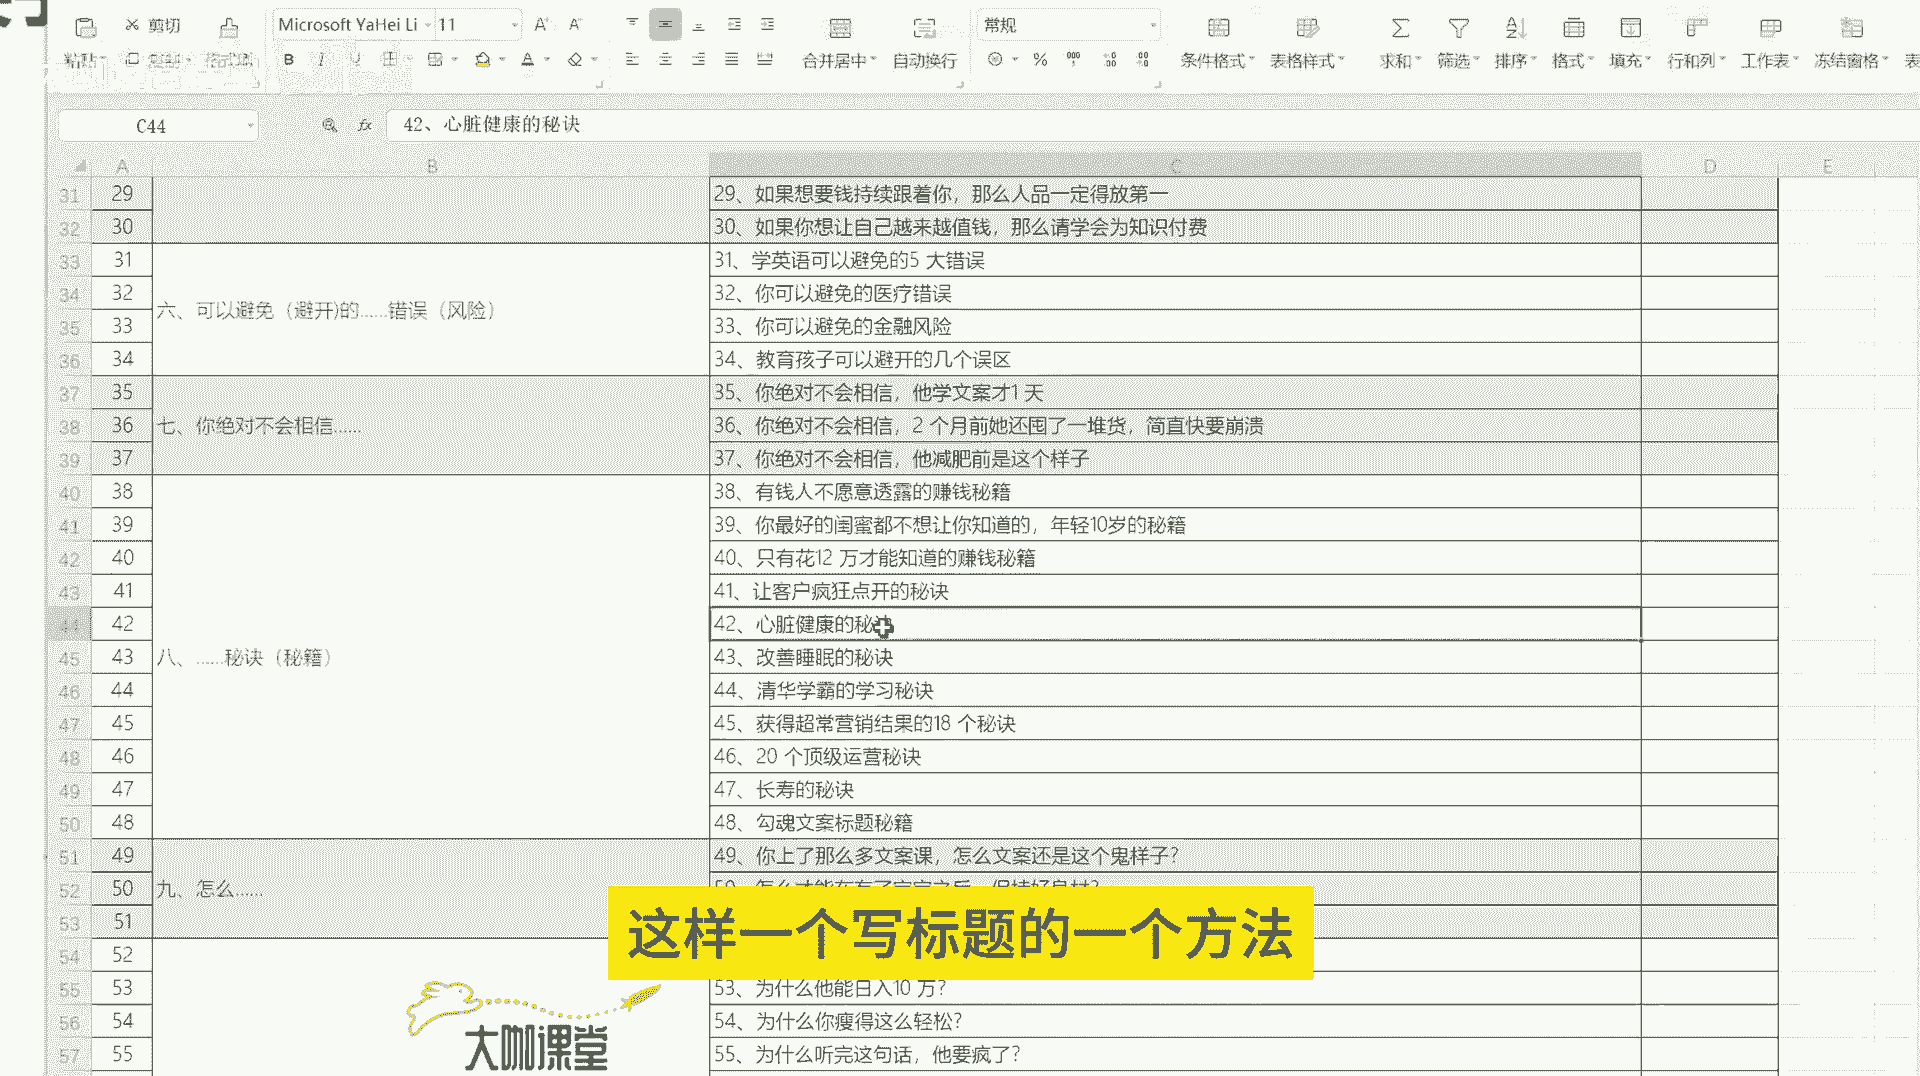 剪切
Microsoft YaHei Li 11 A+ A-
常规
粘贴
B I U A
合并居中 自动换行
% 000
条件格式 表格样式 求和 筛选 排序 格式 填充 行和列 工作表 冻结窗格
C44 fx 42、心脏健康的秘诀
A B C D E
31 29 29、如果想要钱持续跟着你，那么人品一定得放第一
32 30 30、如果你想让自己越来越值钱，那么请学会为知识付费
33 31 31、学英语可以避免的5 大错误
34 32 32、你可以避免的医疗错误
六、可以避免（避开)的……错误（风险）
35 33 33、你可以避免的金融风险
36 34 34、教育孩子可以避开的几个误区
37 35 35、你绝对不会相信，他学文案才1 天
38 36 七、你绝对不会相信…… 36、你绝对不会相信，2 个月前她还囤了一堆货，简直快要崩溃
39 37 37、你绝对不会相信，他减肥前是这个样子
40 38 38、有钱人不愿意透露的赚钱秘籍
41 39 39、你最好的闺蜜都不想让你知道的，年轻10岁的秘籍
42 40 40、只有花12 万才能知道的赚钱秘籍
43 41 41、让客户疯狂点开的秘诀
44 42 42、心脏健康的秘
45 43 八、……秘诀（秘籍） 43、改善睡眠的秘诀
46 44 44、清华学霸的学习秘诀
47 45 45、获得超常营销结果的18 个秘诀
48 46 46、20 个顶级运营秘诀
49 47 47、长寿的秘诀
50 48 48、勾魂文案标题秘籍
51 49 49、你上了那么多文案课，怎么文案还是这个鬼样子？
52 50 九、怎么……
53 51
这样一个写标题的一个方法
54 52
55 53 53、为什么他能日入10 万？
56 54 54、为什么你瘦得这么轻松？
57 55 55、为什么听完这句话，他要疯了？
大咖课堂